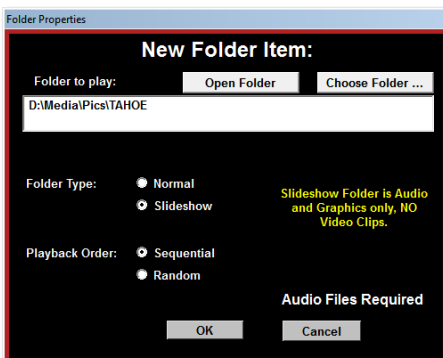 Folder Properties
New Folder Item:
Folder to play: Open Folder Choose Folder ...
D:\Media\Pics\TAHOE
Folder Type: Normal
Slideshow
Slideshow Folder is Audio
and Graphics only, NO
Video Clips.
Playback Order: Sequential
Random
Audio Files Required
OK Cancel